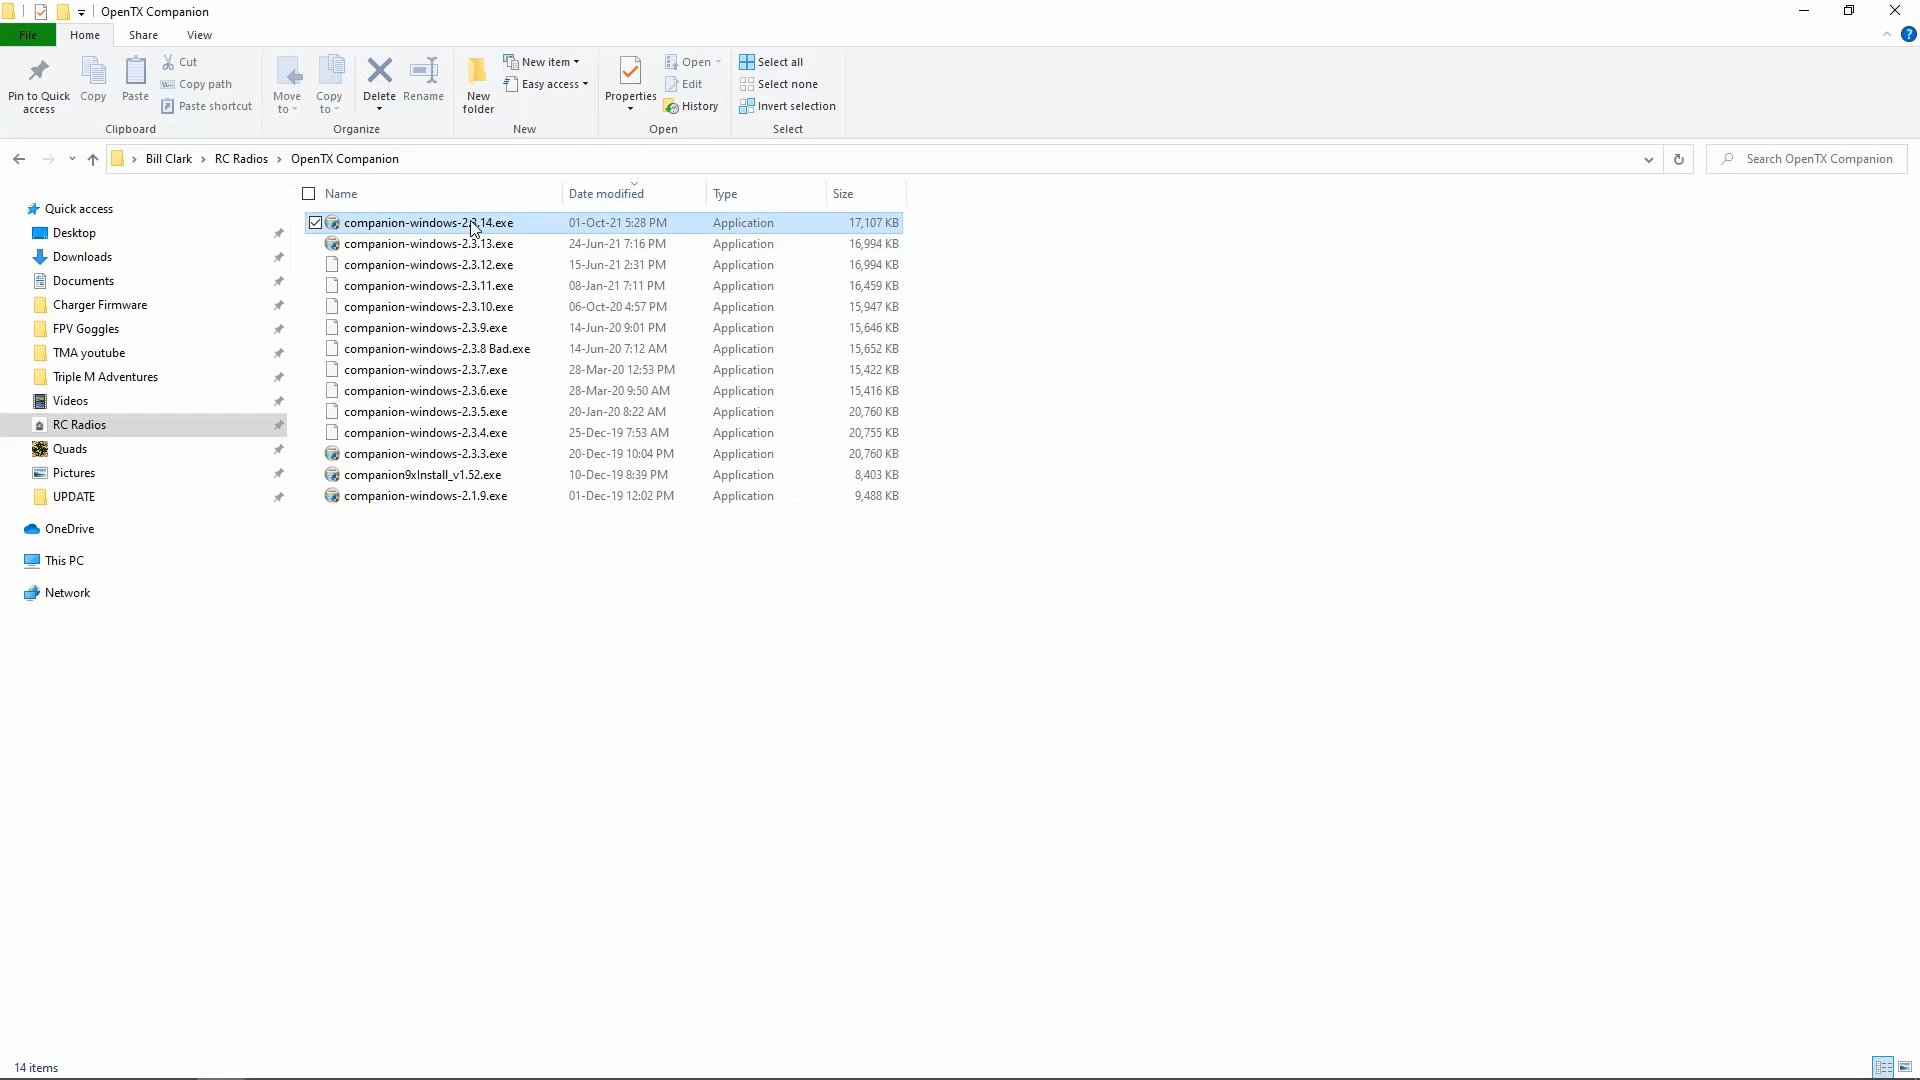 OpenTX Companion
File Home Share View
Pin to Quick access
Copy
Paste
Cut
Copy path
Paste shortcut
Clipboard
Move to
Copy to
Delete
Rename
Organize
New folder
New item
Easy access
New
Properties
Open
Edit
History
Open
Select all
Select none
Invert selection
Select
Bill Clark > RC Radios > OpenTX Companion
Search OpenTX Companion
Name Date modified Type Size
Quick access
Desktop
Downloads
Documents
Charger Firmware
FPV Goggles
TMA youtube
Triple M Adventures
Videos
RC Radios
Quads
Pictures
UPDATE
OneDrive
This PC
Network
companion-windows-2.3.14.exe 01-Oct-21 5:28 PM Application 17,107 KB
companion-windows-2.3.13.exe 24-Jun-21 7:16 PM Application 16,994 KB
companion-windows-2.3.12.exe 15-Jun-21 2:31 PM Application 16,994 KB
companion-windows-2.3.11.exe 08-Jan-21 7:11 PM Application 16,459 KB
companion-windows-2.3.10.exe 06-Oct-20 4:57 PM Application 15,947 KB
companion-windows-2.3.9.exe 14-Jun-20 9:01 PM Application 15,646 KB
companion-windows-2.3.8 Bad.exe 14-Jun-20 7:12 AM Application 15,652 KB
companion-windows-2.3.7.exe 28-Mar-20 12:53 PM Application 15,422 KB
companion-windows-2.3.6.exe 28-Mar-20 9:50 AM Application 15,416 KB
companion-windows-2.3.5.exe 20-Jan-20 8:22 AM Application 20,760 KB
companion-windows-2.3.4.exe 25-Dec-19 7:53 AM Application 20,755 KB
companion-windows-2.3.3.exe 20-Dec-19 10:04 PM Application 20,760 KB
companion9xInstall_v1.52.exe 10-Dec-19 8:39 PM Application 8,403 KB
companion-windows-2.1.9.exe 01-Dec-19 12:02 PM Application 9,488 KB
14 items